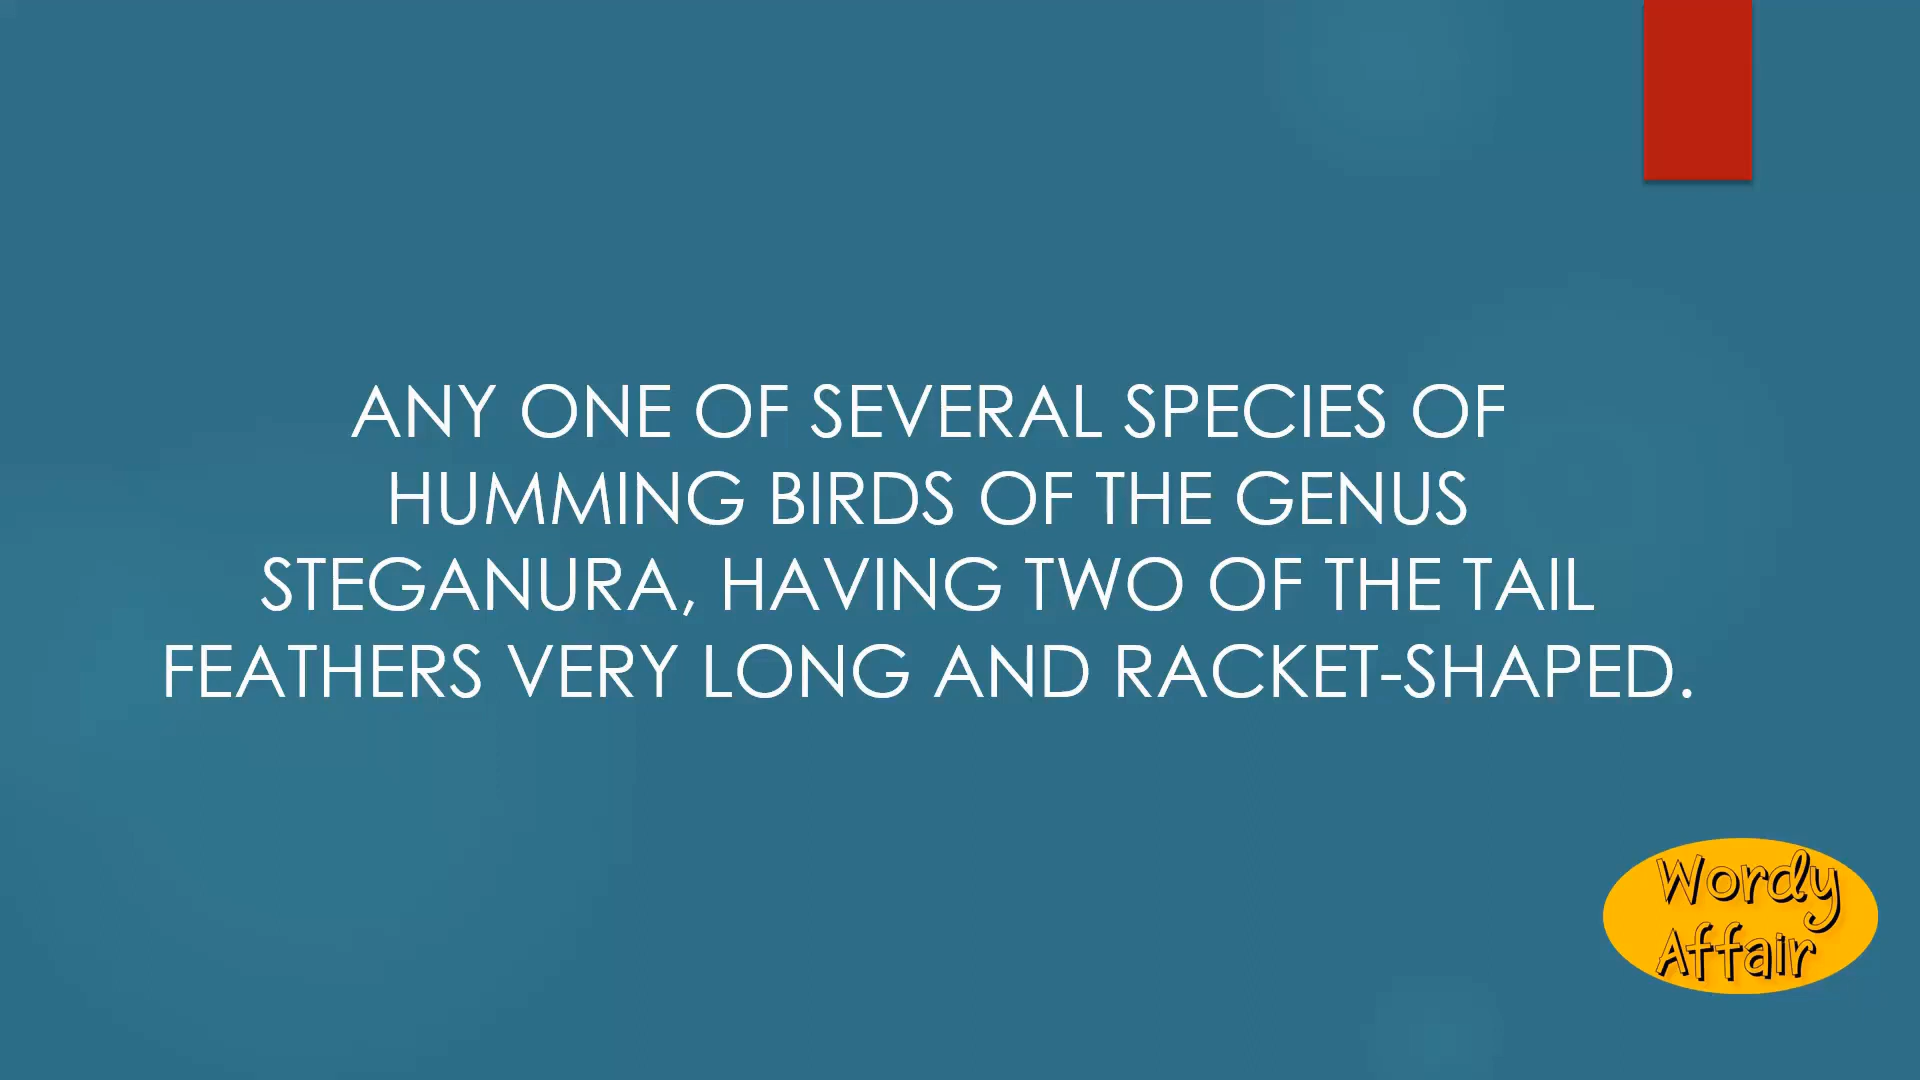 ANY ONE OF SEVERAL SPECIES OF
HUMMING BIRDS OF THE GENUS
STEGANURA, HAVING TWO OF THE TAIL
FEATHERS VERY LONG AND RACKET-SHAPED.
Wordy
Affair